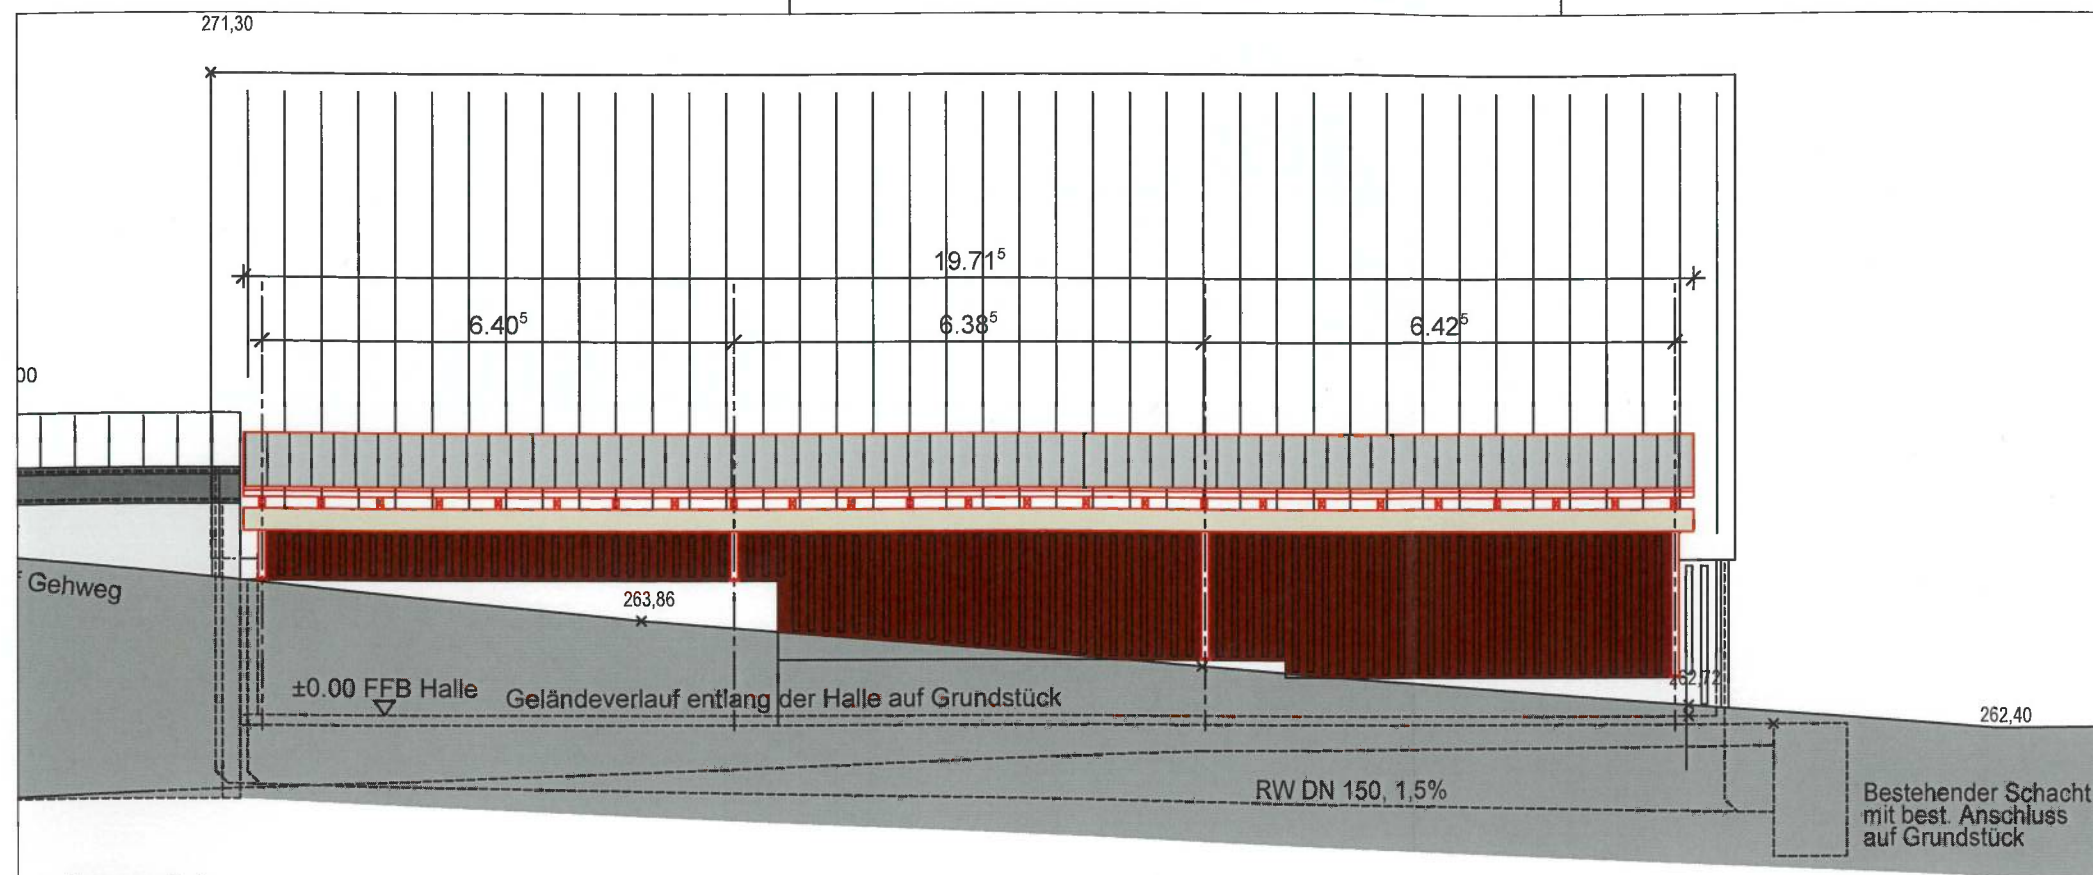 271,30
19.71⁵
6.40⁵ 6.38⁵ 6.42⁵
00
Gehweg
263,86
±0.00 FFB Halle
Geländeverlauf entlang der Halle auf Grundstück
262,72
262,40
RW DN 150, 1,5%
Bestehender Schacht
mit best. Anschluss
auf Grundstück